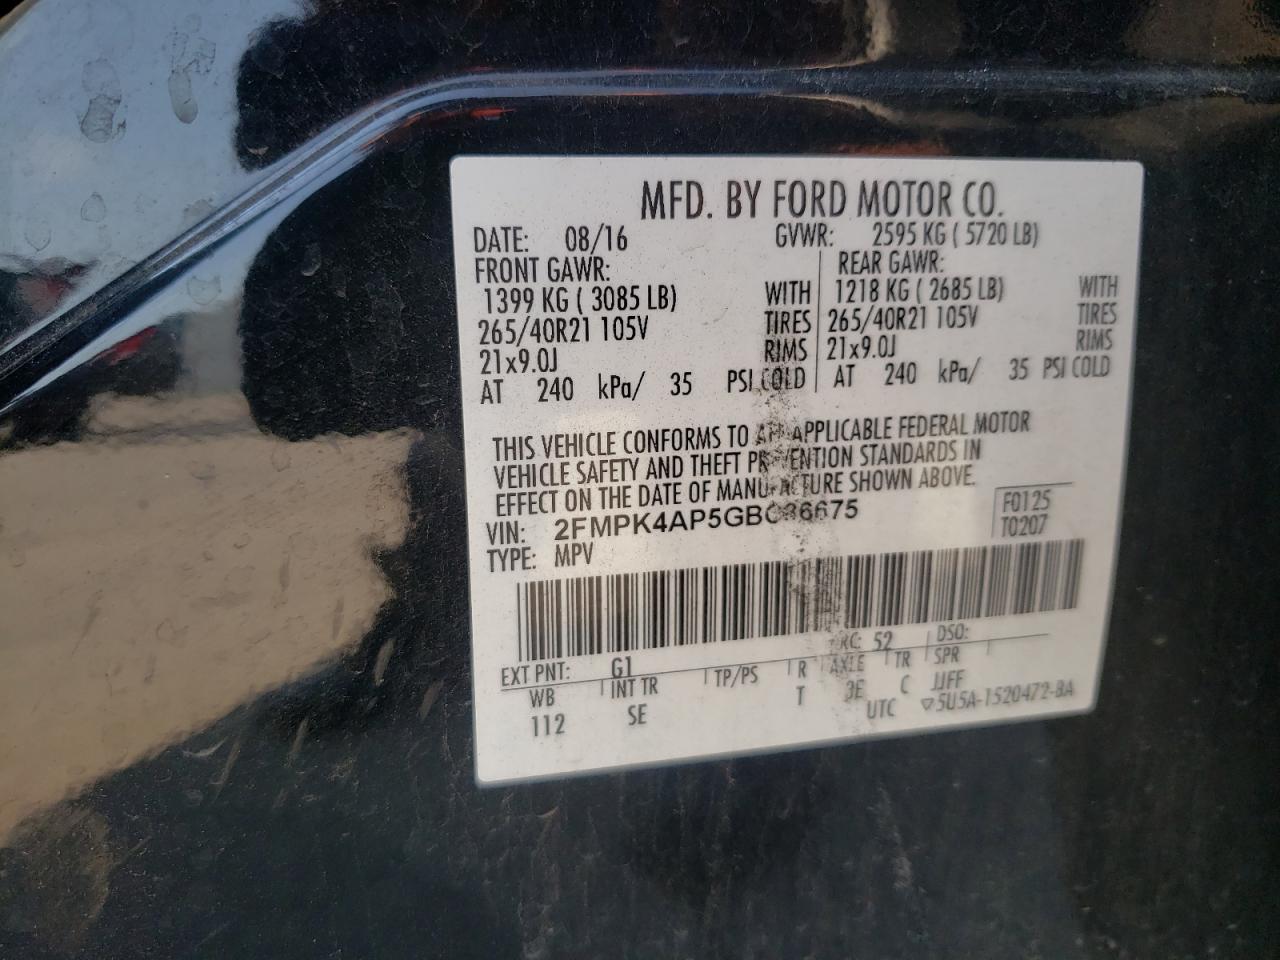 MFD. BY FORD MOTOR CO.
DATE: 08/16 GVWR: 2595 KG ( 5720 LB)
FRONT GAWR: REAR GAWR:
1399 KG ( 3085 LB) WITH 1218 KG ( 2685 LB) WITH
265/40R21 105V TIRES 265/40R21 105V TIRES
21x9.0J RIMS 21x9.0J RIMS
AT 240 kPa/ 35 PSI COLD AT 240 kPa/ 35 PSI COLD
THIS VEHICLE CONFORMS TO APPLICABLE FEDERAL MOTOR
VEHICLE SAFETY AND THEFT PREVENTION STANDARDS IN
EFFECT ON THE DATE OF MANUFACTURE SHOWN ABOVE.
VIN: F0125
TYPE: MPV T0207
RC: 52 DSO:
EXT PNT: G1
WB INT TR TP/PS R AXLE TR SPR
112 SE T 3E C JJFF
UTC ▽5U5A-1520472-BA